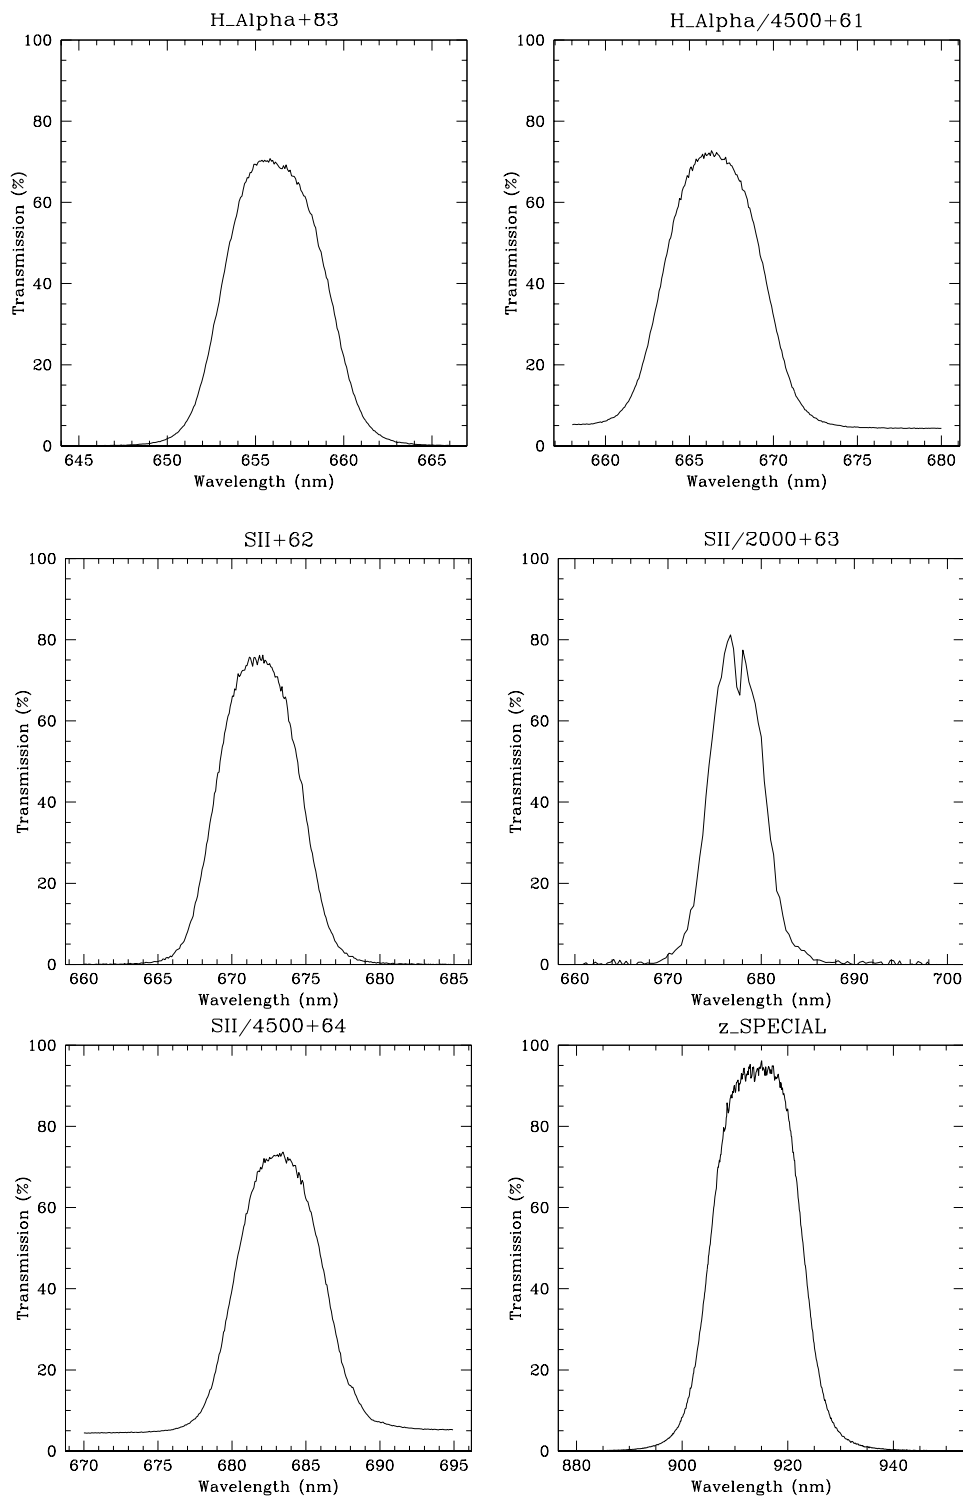 H_Alpha+83
100
80
60
40
20
0
Transmission (%)
645 650 655 660 665
Wavelength (nm)
H_Alpha/4500+61
100
80
60
40
20
0
Transmission (%)
660 665 670 675 680
Wavelength (nm)
SII+62
100
80
60
40
20
0
Transmission (%)
660 665 670 675 680 685
Wavelength (nm)
SII/2000+63
100
80
60
40
20
0
Transmission (%)
660 670 680 690 700
Wavelength (nm)
SII/4500+64
100
80
60
40
20
0
Transmission (%)
670 675 680 685 690 695
Wavelength (nm)
z_SPECIAL
100
80
60
40
20
0
Transmission (%)
880 900 920 940
Wavelength (nm)